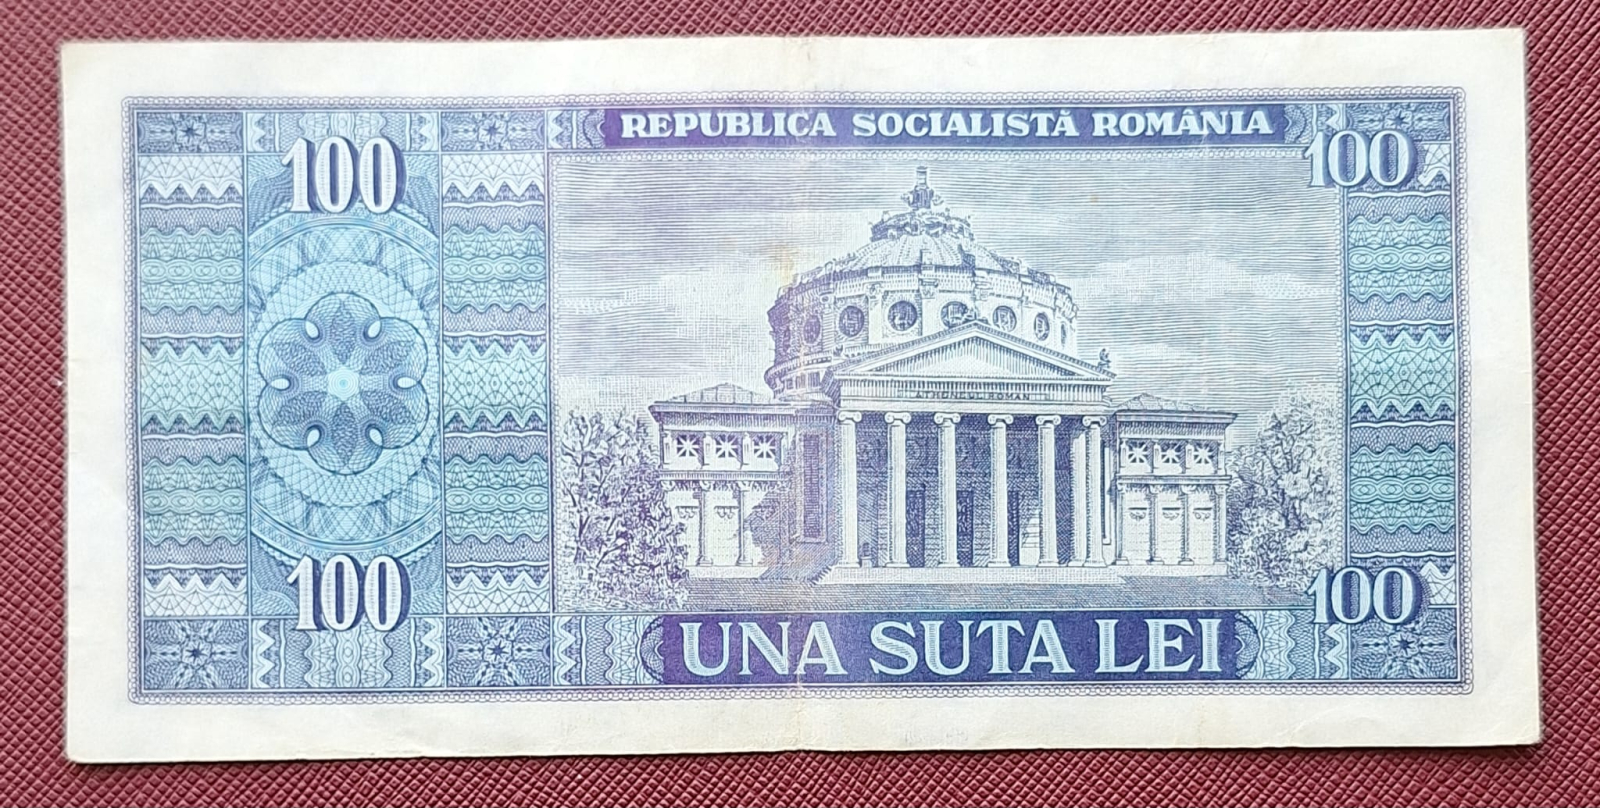 REPUBLICA SOCIALISTĂ ROMÂNIA
100
100
ATHENEUL ROMAN
100
100
UNA SUTA LEI